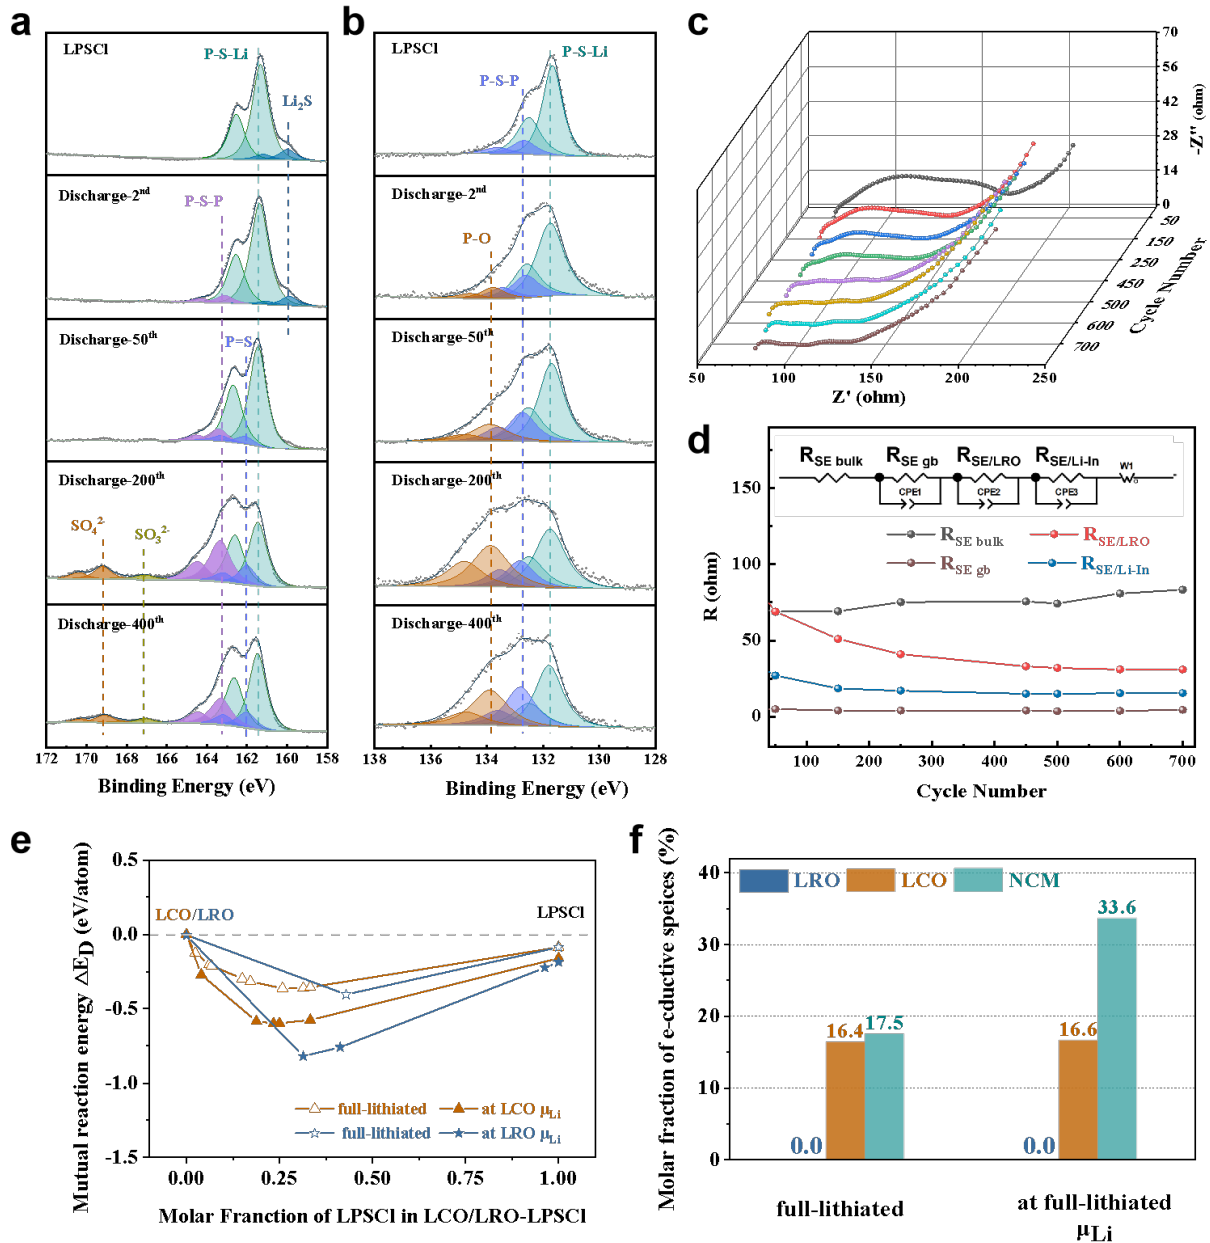 a
LPSCl
P-S-Li
Li2S
Discharge-2nd
P-S-P
Discharge-50th
P=S
Discharge-200th
SO4 2-
SO3 2-
Discharge-400th
172 170 168 166 164 162 160 158
Binding Energy (eV)
b
LPSCl
P-S-Li
P-S-P
Discharge-2nd
P-O
Discharge-50th
Discharge-200th
Discharge-400th
138 136 134 132 130 128
Binding Energy (eV)
c
70
56
42
28
14
0
-Z'' (ohm)
50
150
250
450
500
600
700
Cycle Number
50 100 150 200 250
Z' (ohm)
d
RSE bulk RSE gb RSE/LRO RSE/Li-In W1
CPE1 CPE2 CPE3
RSE bulk RSE/LRO
RSE gb RSE/Li-In
150
100
50
0
R (ohm)
100 200 300 400 500 600 700
Cycle Number
e
Mutual reaction energy ΔED (eV/atom)
0.5
0.0
-0.5
-1.0
-1.5
LCO/LRO
LPSCl
full-lithiated at LCO μLi
full-lithiated at LRO μLi
0.00 0.25 0.50 0.75 1.00
Molar Franction of LPSCl in LCO/LRO-LPSCl
f
Molar fraction of e-cductive speices (%)
40
30
20
10
0
LRO LCO NCM
0.0 16.4 17.5
0.0 16.6 33.6
full-lithiated
at full-lithiated
μLi